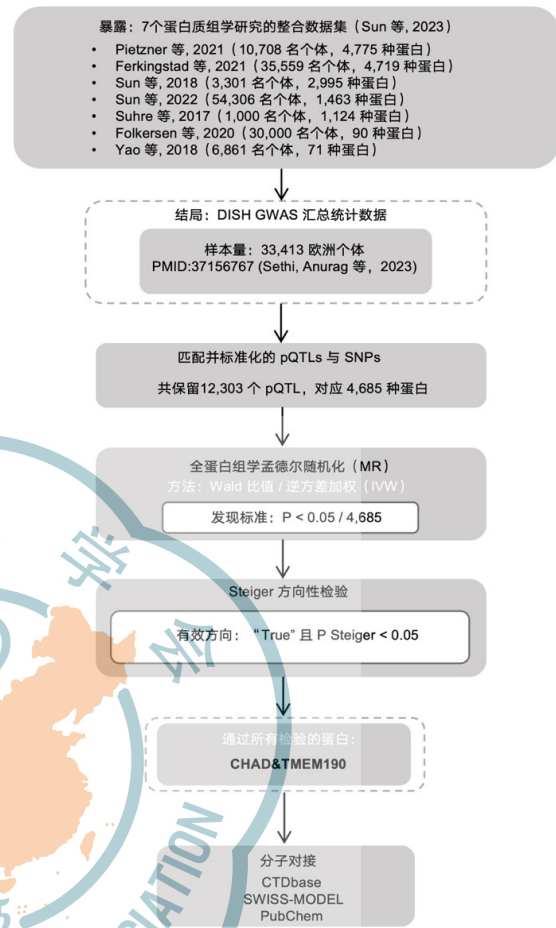 暴露：7个蛋白质组学研究的整合数据集（Sun 等, 2023）
• Pietzner 等, 2021（10,708 名个体，4,775 种蛋白）
• Ferkingstad 等, 2021（35,559 名个体，4,719 种蛋白）
• Sun 等, 2018（3,301 名个体，2,995 种蛋白）
• Sun 等, 2022（54,306 名个体，1,463 种蛋白）
• Suhre 等, 2017（1,000 名个体，1,124 种蛋白）
• Folkersen 等, 2020（30,000 名个体，90 种蛋白）
• Yao 等, 2018（6,861 名个体，71 种蛋白）
结局：DISH GWAS 汇总统计数据
样本量：33,413 欧洲个体
PMID:37156767 (Sethi, Anurag 等，2023)
匹配并标准化的 pQTLs 与 SNPs
共保留12,303 个 pQTL，对应 4,685 种蛋白
全蛋白组学孟德尔随机化（MR）
方法：Wald 比值 / 逆方差加权（IVW）
发现标准：P < 0.05 / 4,685
Steiger 方向性检验
有效方向：“True” 且 P Steiger < 0.05
通过所有检验的蛋白：
CHAD&TMEM190
分子对接
CTDbase
SWISS-MODEL
PubChem
学会
IATION